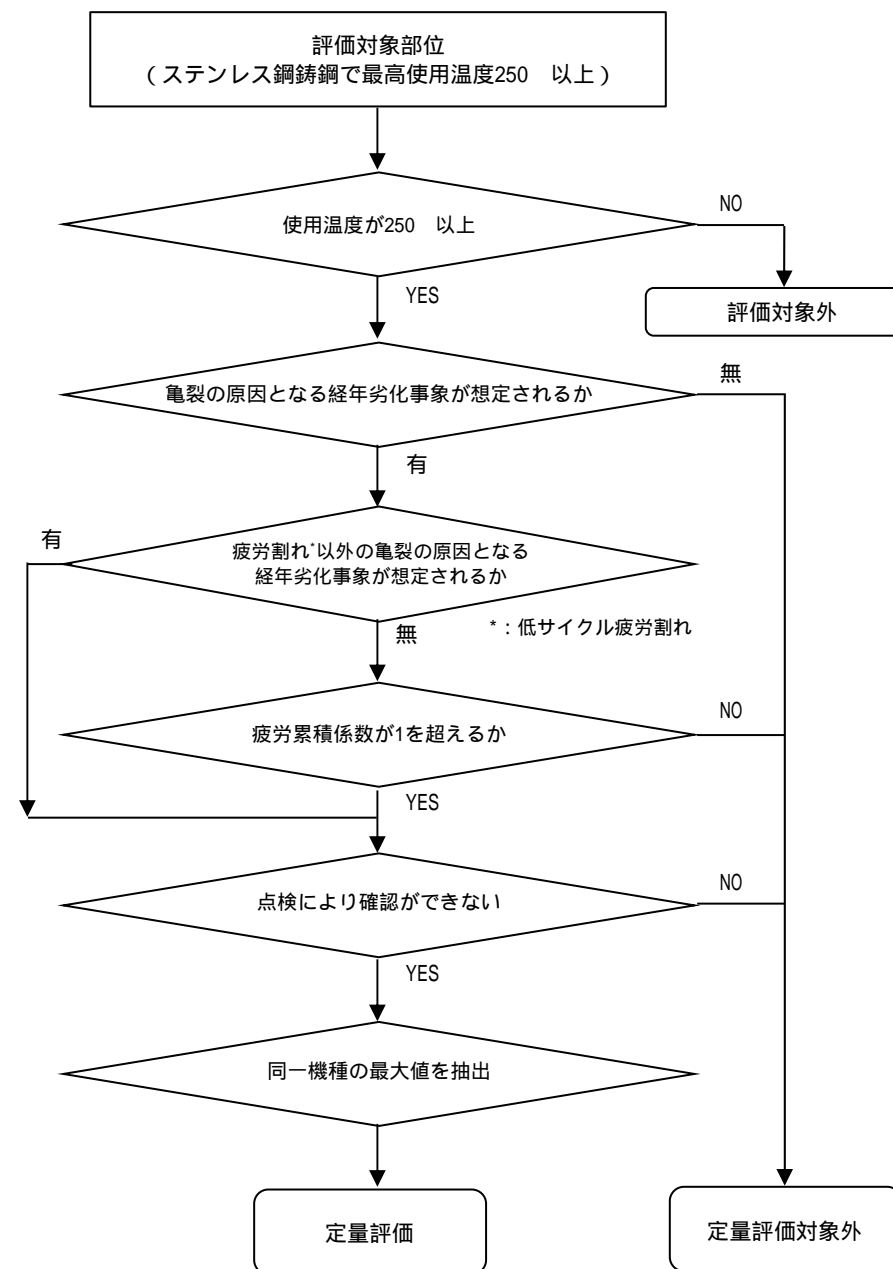 評価対象部位
（ステンレス鋼鋳鋼で最高使用温度250　以上）
使用温度が250　以上
NO
YES
評価対象外
亀裂の原因となる経年劣化事象が想定されるか
無
有
有
疲労割れ*以外の亀裂の原因となる
経年劣化事象が想定されるか
無
*：低サイクル疲労割れ
疲労累積係数が1を超えるか
NO
YES
点検により確認ができない
NO
YES
同一機種の最大値を抽出
定量評価
定量評価対象外